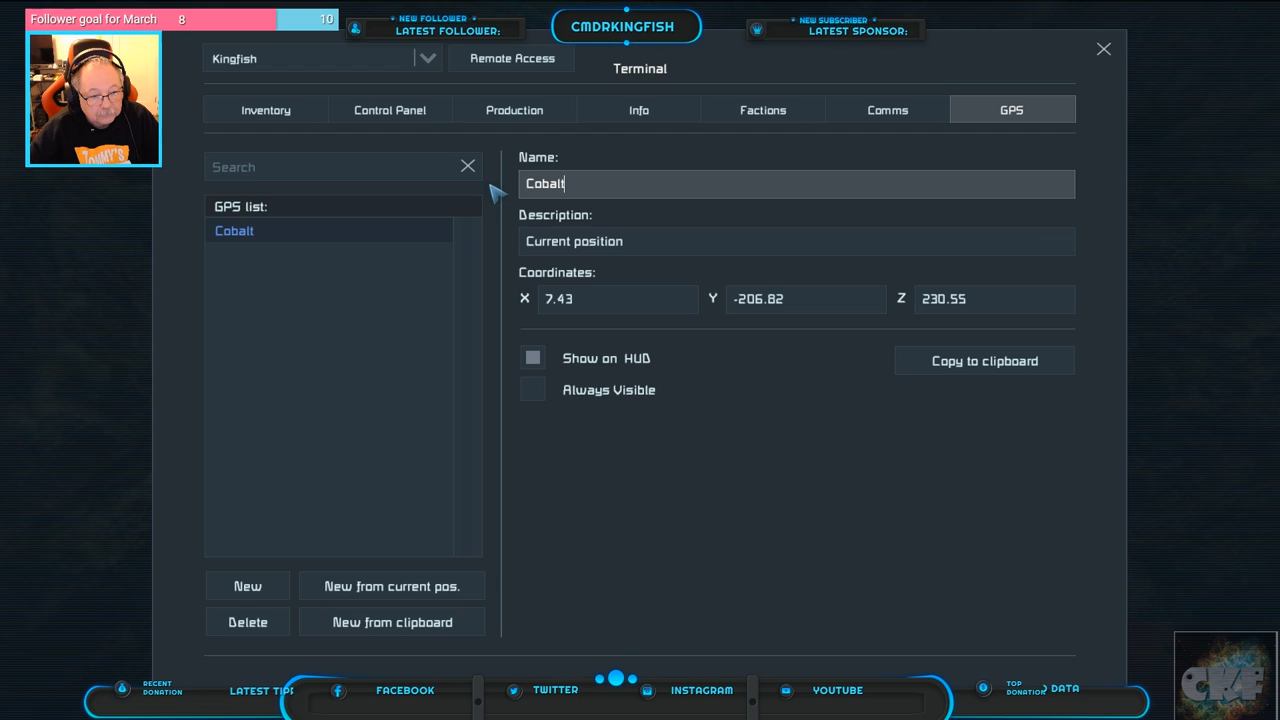 Follower goal for March 8 10
NEW FOLLOWER
LATEST FOLLOWER:
CMDRKINGFISH
NEW SUBSCRIBER
LATEST SPONSOR:
Kingfish
Remote Access
Terminal
Inventory
Control Panel
Production
Info
Factions
Comms
GPS
Search
GPS list:
Cobalt
Name:
Cobalt
Description:
Current position
Coordinates:
X 7.43 Y -206.82 Z 230.55
Show on HUD
Copy to clipboard
Always Visible
New
New from current pos.
Delete
New from clipboard
RECENT
DONATION
LATEST TIP
FACEBOOK
TWITTER
INSTAGRAM
YOUTUBE
TOP
DONATION
DATA
CKF